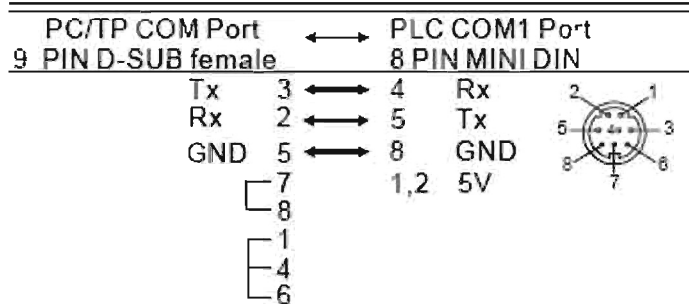 PC/TP COM Port ↔ PLC COM1 Port
9 PIN D-SUB female 8 PIN MINI DIN
Tx 3 ↔ 4 Rx
Rx 2 ↔ 5 Tx
GND 5 ↔ 8 GND
7 1,2 5V
8
1
4
6
2 1
5 4 3
8 6
7